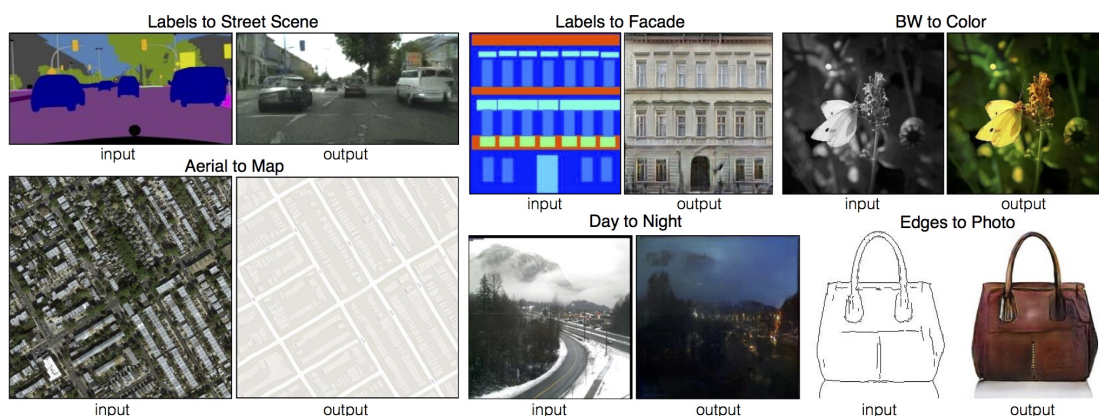 Labels to Street Scene
input
output
Aerial to Map
input
output
Labels to Facade
input
output
BW to Color
input
output
Day to Night
input
output
Edges to Photo
input
output